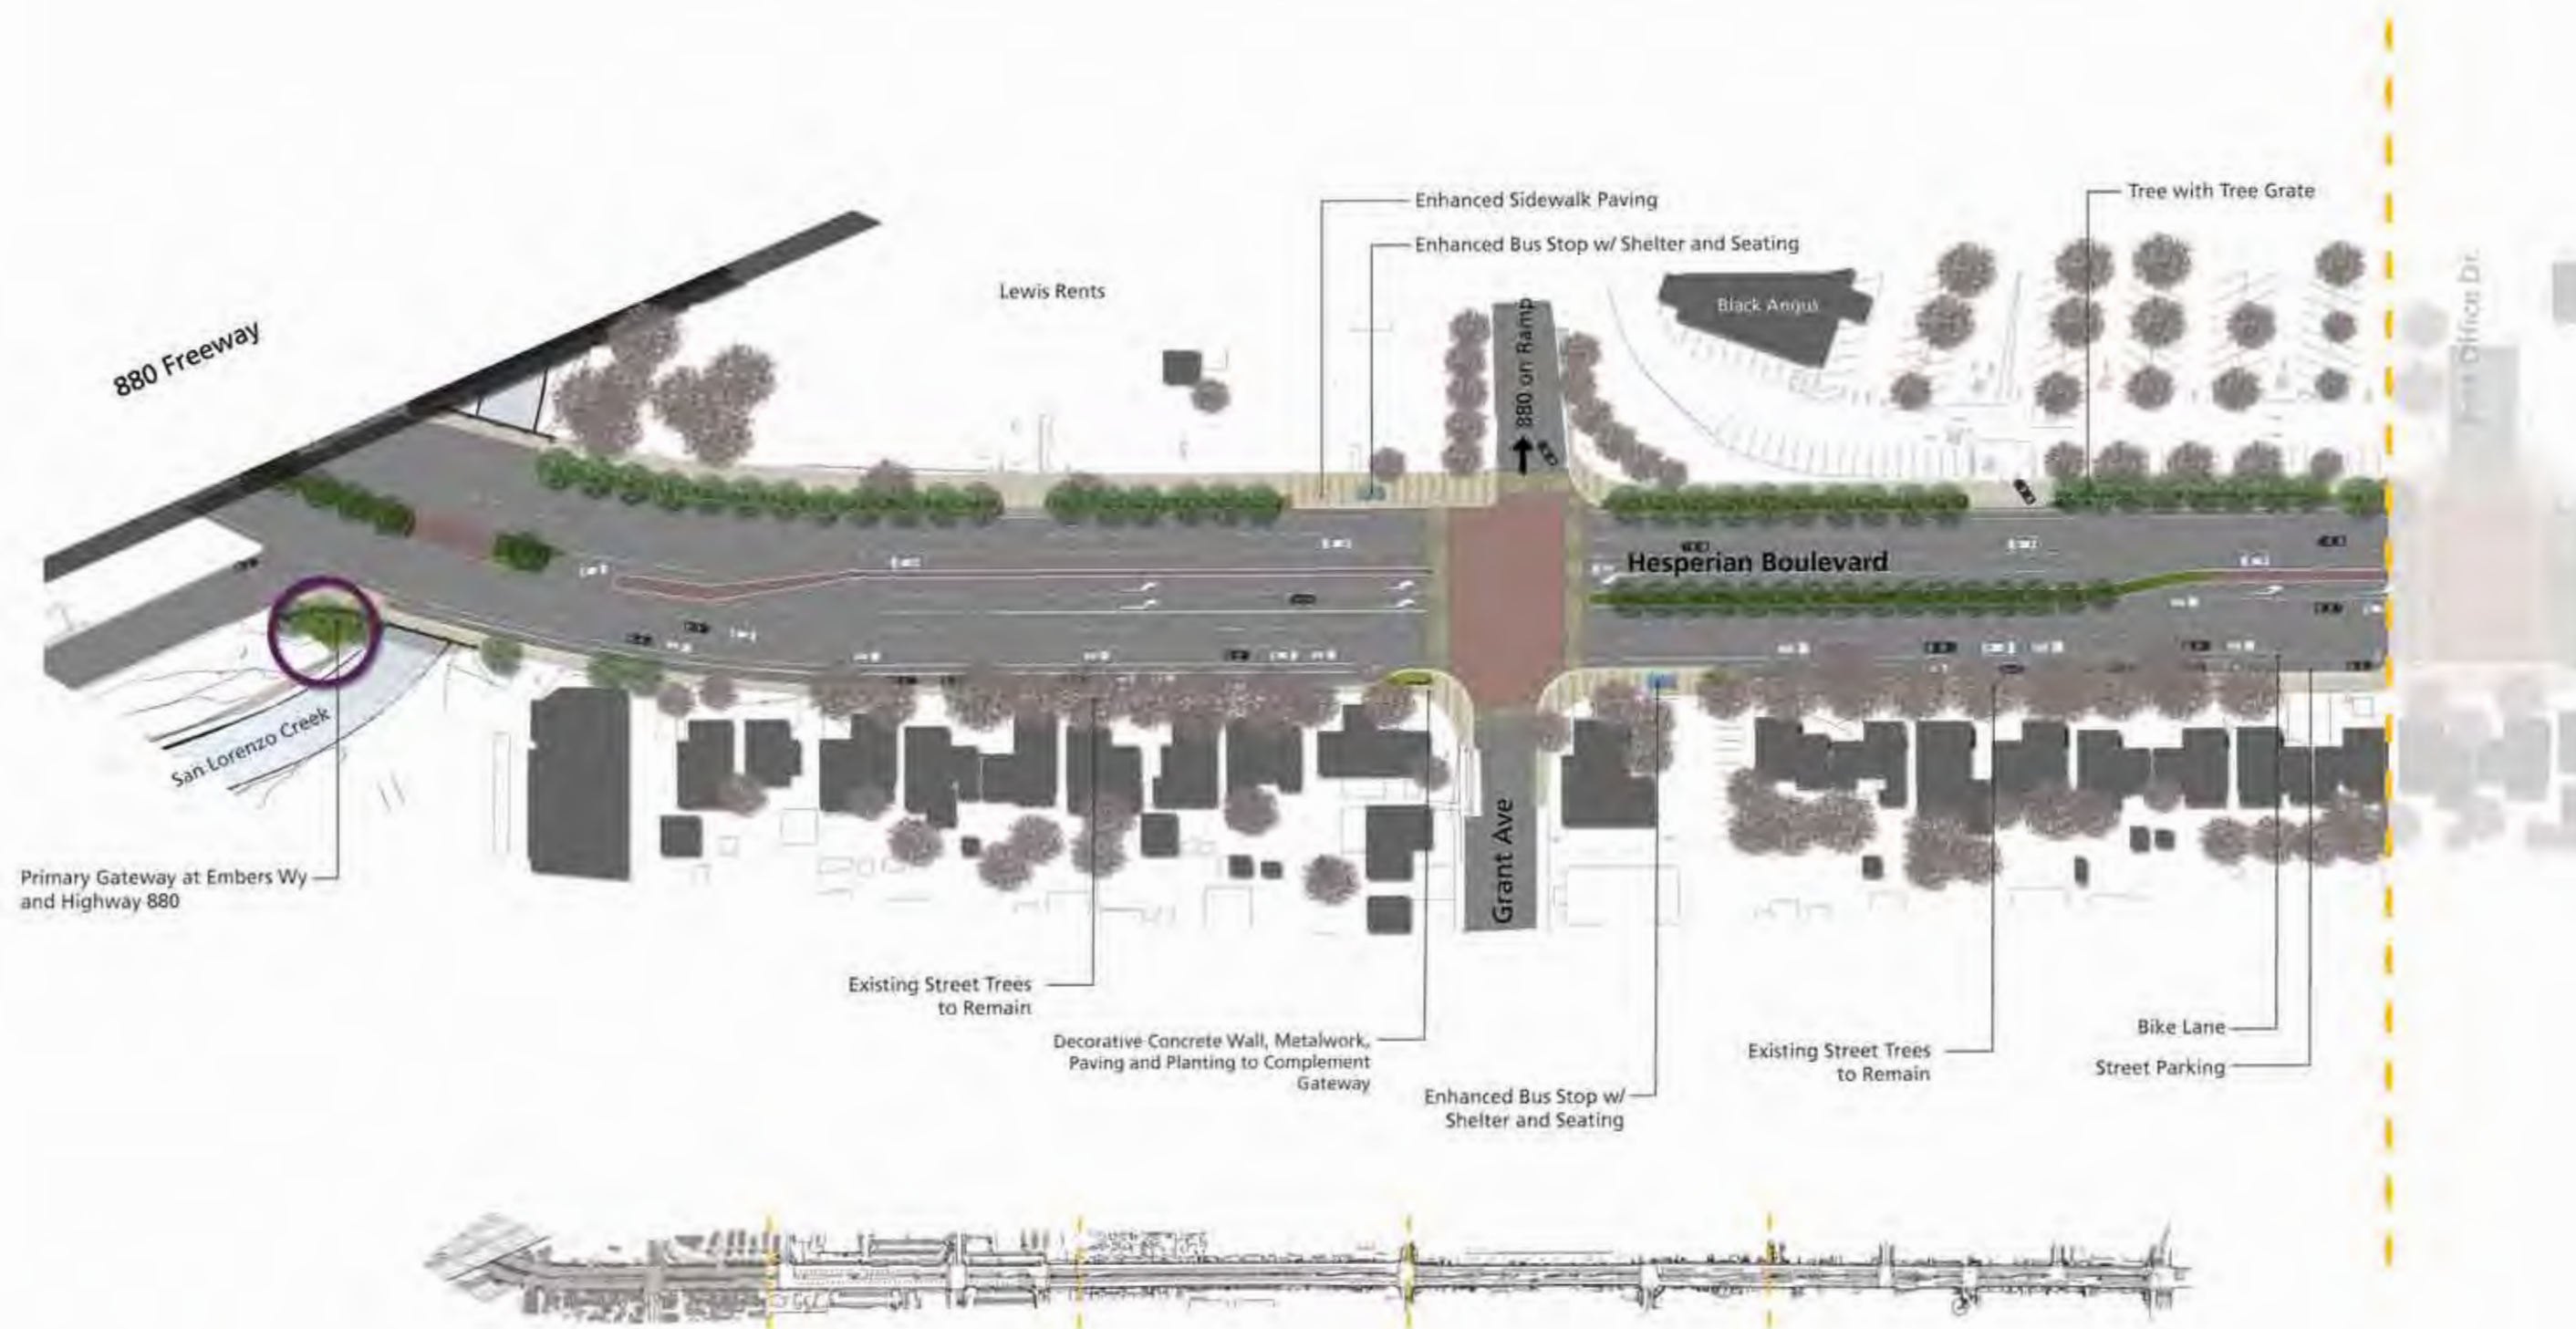 Enhanced Sidewalk Paving
Tree with Tree Grate
Enhanced Bus Stop w/ Shelter and Seating
Lewis Rents
Black Angus
880 Freeway
880 on Ramp
Office Dr.
Hesperian Boulevard
San Lorenzo Creek
Grant Ave
Primary Gateway at Embers Wy
and Highway 880
Existing Street Trees
to Remain
Decorative Concrete Wall, Metalwork,
Paving and Planting to Complement
Gateway
Enhanced Bus Stop w/
Shelter and Seating
Existing Street Trees
to Remain
Bike Lane
Street Parking